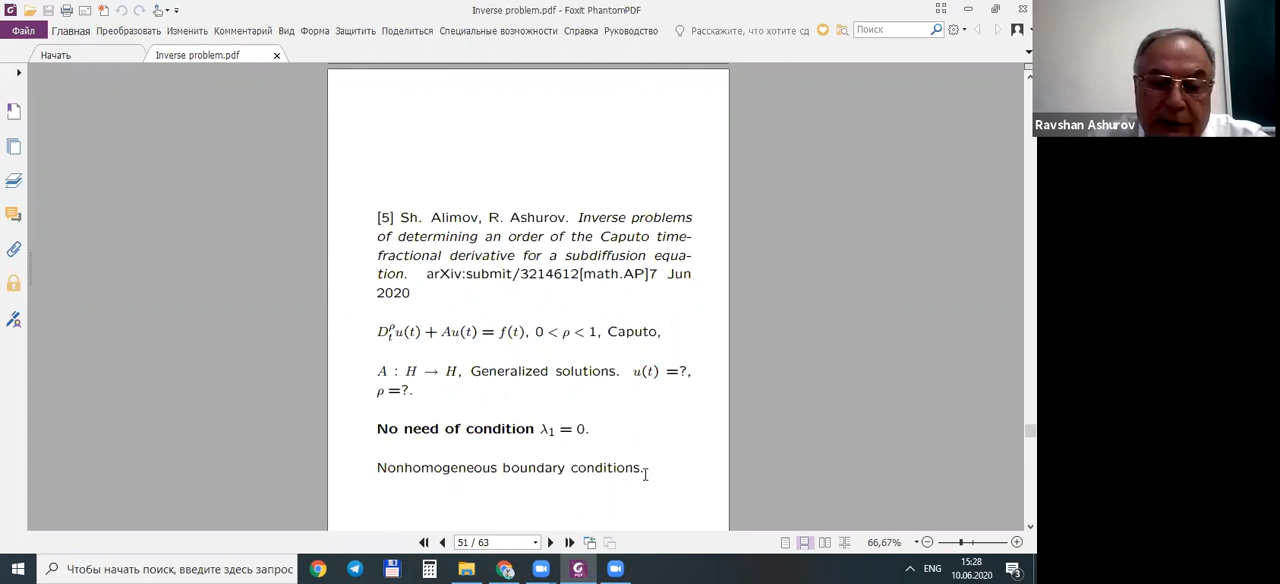 Inverse problem.pdf - Foxit PhantomPDF
Файл Главная Преобразовать Изменить Комментарий Вид Форма Защитить Поделиться Специальные возможности Справка Руководство Расскажите, что хотите сд Поиск
Начать Inverse problem.pdf
Ravshan Ashurov
[5] Sh. Alimov, R. Ashurov. Inverse problems
of determining an order of the Caputo time-
fractional derivative for a subdiffusion equa-
tion. arXiv:submit/3214612[math.AP]7 Jun
2020
D_t^ρ u(t) + Au(t) = f(t), 0 < ρ < 1, Caputo,
A : H → H, Generalized solutions. u(t) =?,
ρ =?.
No need of condition λ₁ = 0.
Nonhomogeneous boundary conditions.
51 / 63 66,67%
Чтобы начать поиск, введите здесь запрос ENG 15:28
10.06.2020 3